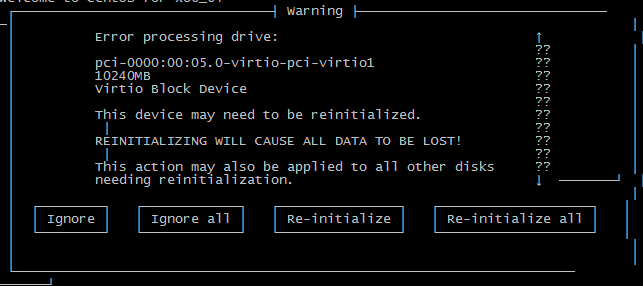 Welcome to CentOS for x86_64
Warning
Error processing drive:
pci-0000:00:05.0-virtio-pci-virtio1
10240MB
Virtio Block Device
This device may need to be reinitialized.
REINITIALIZING WILL CAUSE ALL DATA TO BE LOST!
This action may also be applied to all other disks
needing reinitialization.
↑
??
??
??
??
??
??
??
??
??
??
↓
Ignore
Ignore all
Re-initialize
Re-initialize all